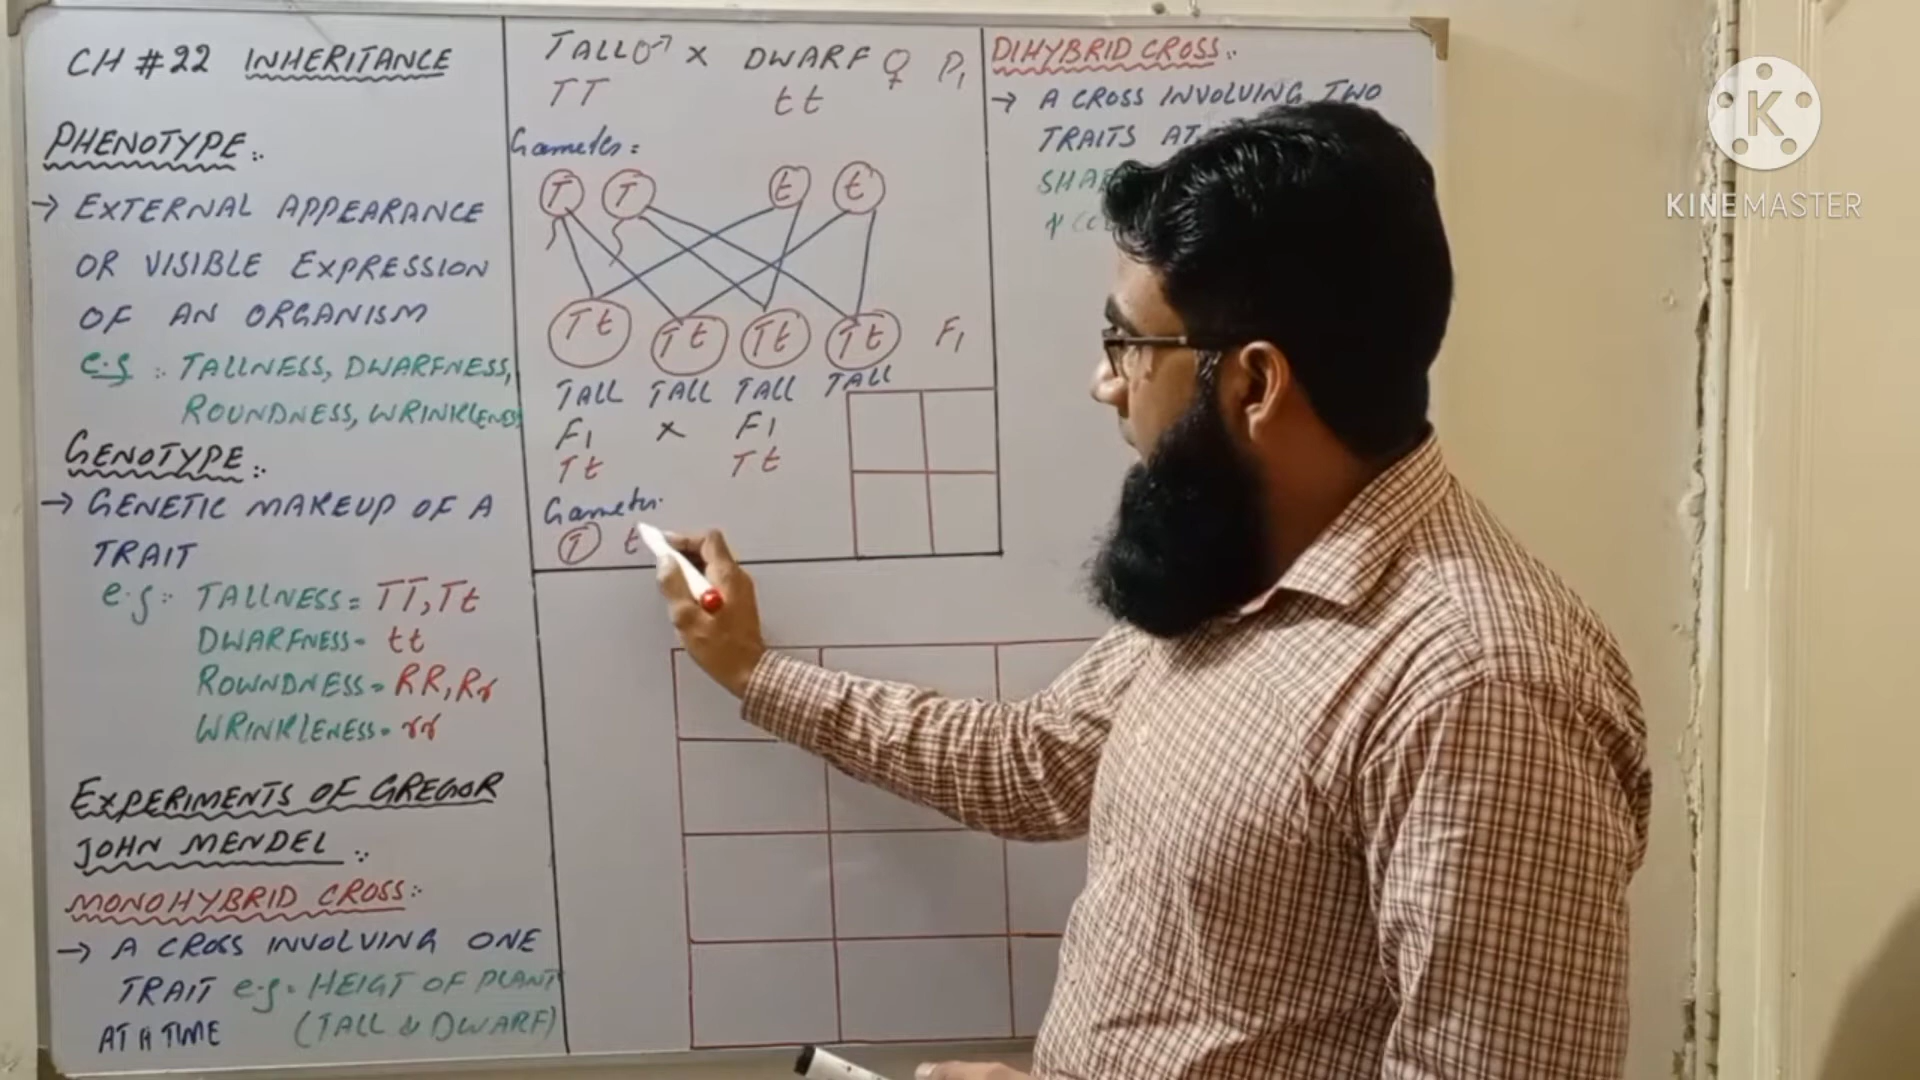 CH # 22 INHERITANCE
PHENOTYPE :.
→ EXTERNAL APPEARANCE
OR VISIBLE EXPRESSION
OF AN ORGANISM
e.g :. TALLNESS, DWARFNESS,
ROUNDNESS, WRINKLENESS
GENOTYPE :.
→ GENETIC MAKEUP OF A
TRAIT
e.g :. TALLNESS = TT, Tt
DWARFNESS - tt
ROWNDNESS = RR, Rr
WRINKLENESS - rr
EXPERIMENTS OF GREGOR
JOHN MENDEL :.
MONOHYBRID CROSS :.
→ A CROSS INVOLVING ONE
TRAIT e.g. HEIGT OF PLANT
AT A TIME (TALL & DWARF)
TALL ♂ x DWARF ♀ P1
TT tt
Gametes :
T T t t
Tt Tt Tt Tt F1
TALL TALL TALL TALL
F1 x F1
Tt Tt
Gametes
T t
DIHYBRID CROSS :.
→ A CROSS INVOLVING TWO
TRAITS AT
K
KINEMASTER